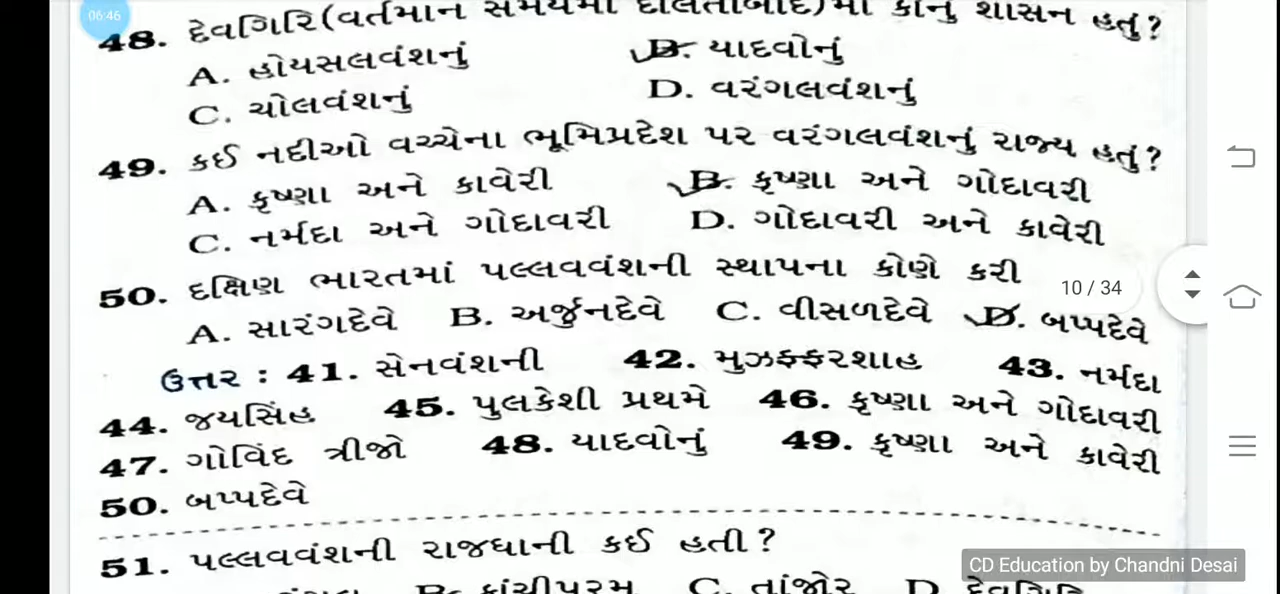 06:46
48. દેવગિરિ(વર્તમાન સમયમાં દોલતાબાદ)માં કોનું શાસન હતું?
A. હોયસલવંશનું B. યાદવોનું
C. ચોલવંશનું D. વરંગલવંશનું
49. કઈ નદીઓ વચ્ચેના ભૂમિપ્રદેશ પર વરંગલવંશનું રાજ્ય હતું?
A. કૃષ્ણા અને કાવેરી B. કૃષ્ણા અને ગોદાવરી
C. નર્મદા અને ગોદાવરી D. ગોદાવરી અને કાવેરી
50. દક્ષિણ ભારતમાં પલ્લવવંશની સ્થાપના કોણે કરી
10 / 34
A. સારંગદેવે B. અર્જુનદેવે C. વીસળદેવે D. બપ્પદેવે
ઉત્તર : 41. સેનવંશની 42. મુઝફ્ફરશાહ 43. નર્મદા
44. જયસિંહ 45. પુલકેશી પ્રથમે 46. કૃષ્ણા અને ગોદાવરી
47. ગોવિંદ ત્રીજો 48. યાદવોનું 49. કૃષ્ણા અને કાવેરી
50. બપ્પદેવે
51. પલ્લવવંશની રાજધાની કઈ હતી?
B. કાંચીપુરમ C. તાંજોર D. દેવગિરિ
CD Education by Chandni Desai